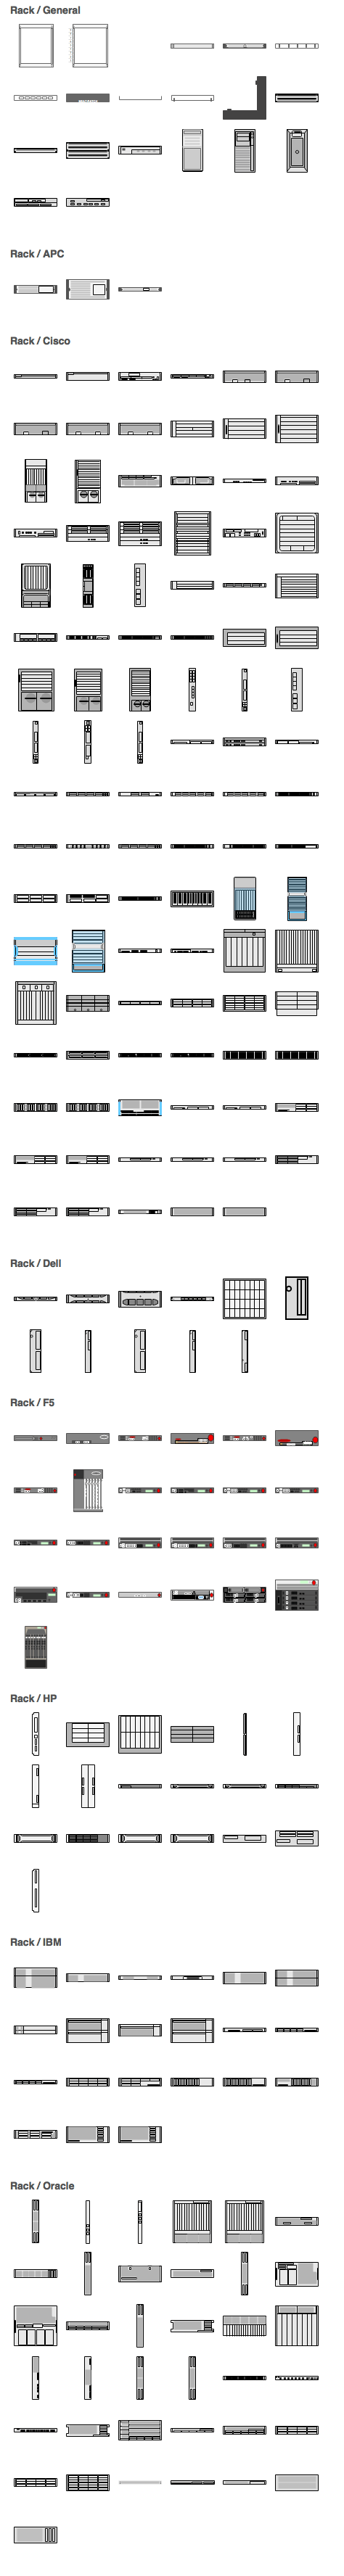 Rack / General
Rack / APC
Rack / Cisco
Rack / Dell
Rack / F5
Rack / HP
Rack / IBM
Rack / Oracle